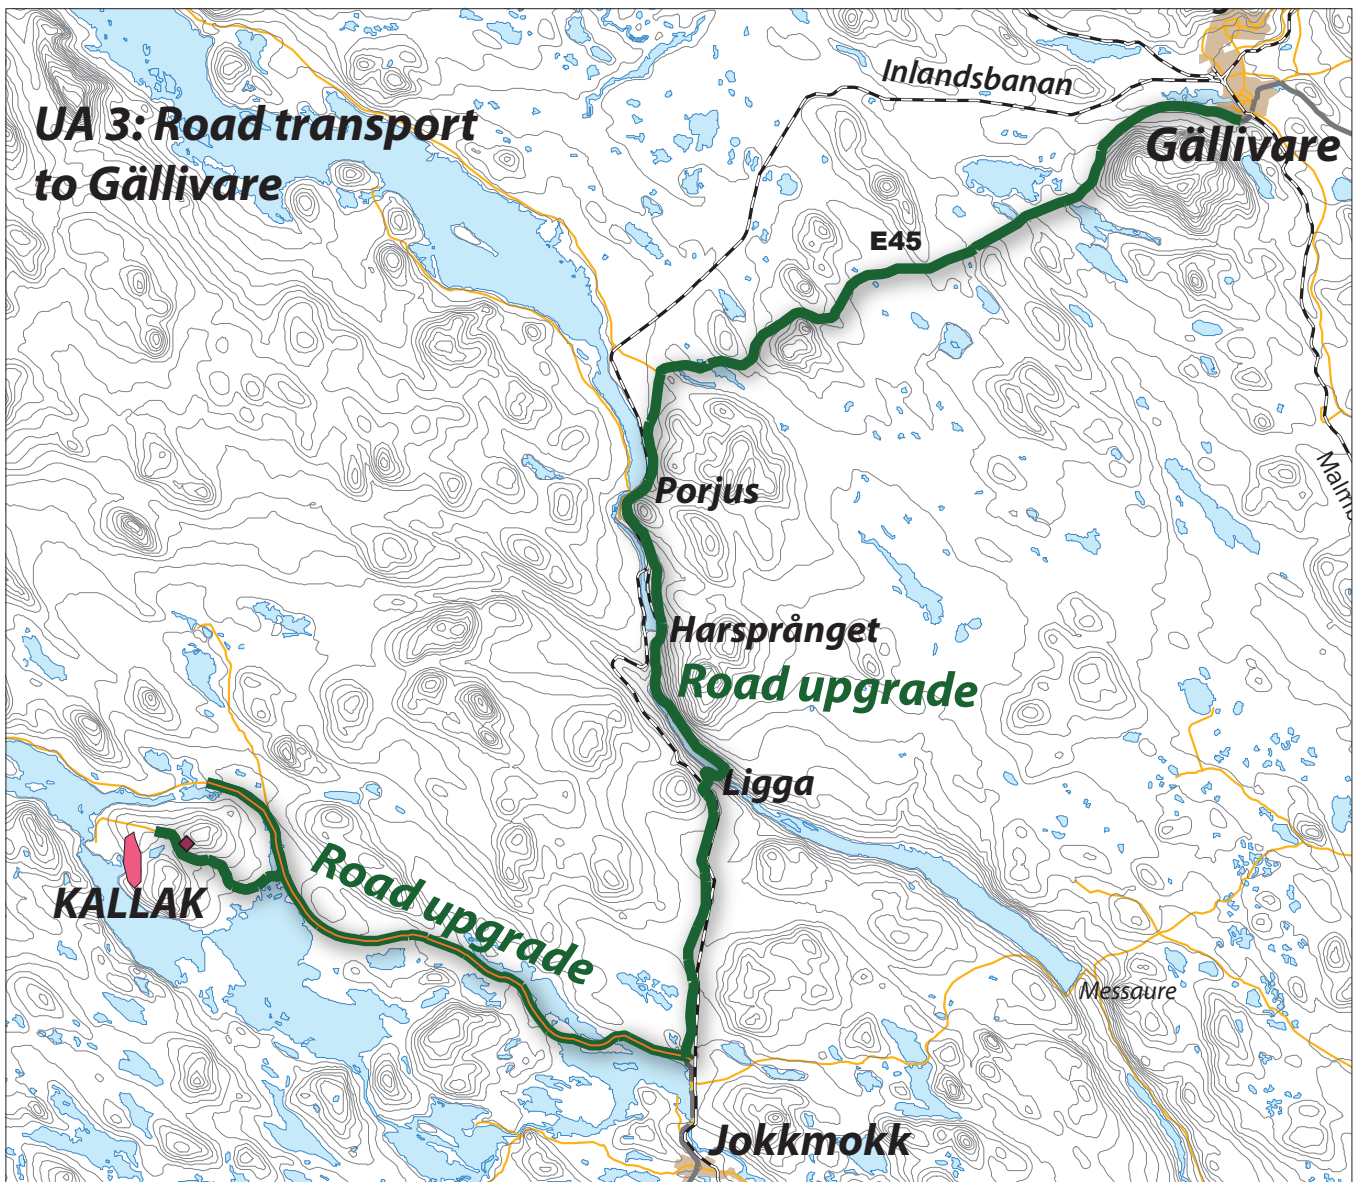 Inlandsbanan
UA 3: Road transport
to Gällivare
Gällivare
E45
Malmb
Porjus
Harsprånget
Road upgrade
Ligga
Road upgrade
KALLAK
Messaure
Jokkmokk